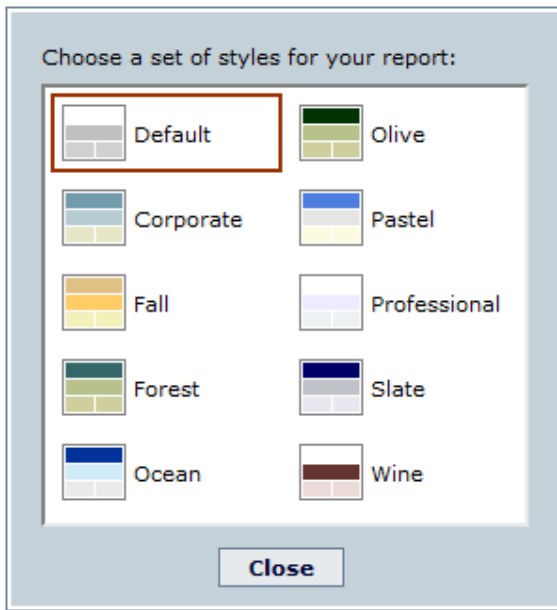 Choose a set of styles for your report:
Default
Olive
Corporate
Pastel
Fall
Professional
Forest
Slate
Ocean
Wine
Close